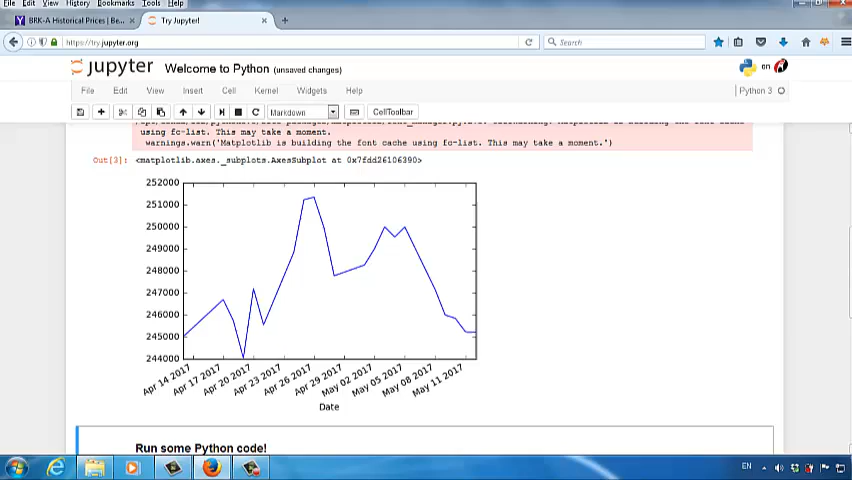 File Edit View History Bookmarks Tools Help
BRK-A Historical Prices | Be...
Try Jupyter!
https://try.jupyter.org
Search
jupyter Welcome to Python (unsaved changes)
en
File Edit View Insert Cell Kernel Widgets Help
Python 3
Markdown
CellToolbar
using fc-list. This may take a moment.
warnings.warn('Matplotlib is building the font cache using fc-list. This may take a moment.')
Out[3]: <matplotlib.axes._subplots.AxesSubplot at 0x7fdd26106390>
252000
250000
249000
248000
247000
246000
245000
244000
Apr 14 2017
Apr 17 2017
Apr 20 2017
Apr 23 2017
Apr 26 2017
Apr 29 2017
May 02 2017
May 05 2017
May 08 2017
May 11 2017
Date
Run some Python code!
EN